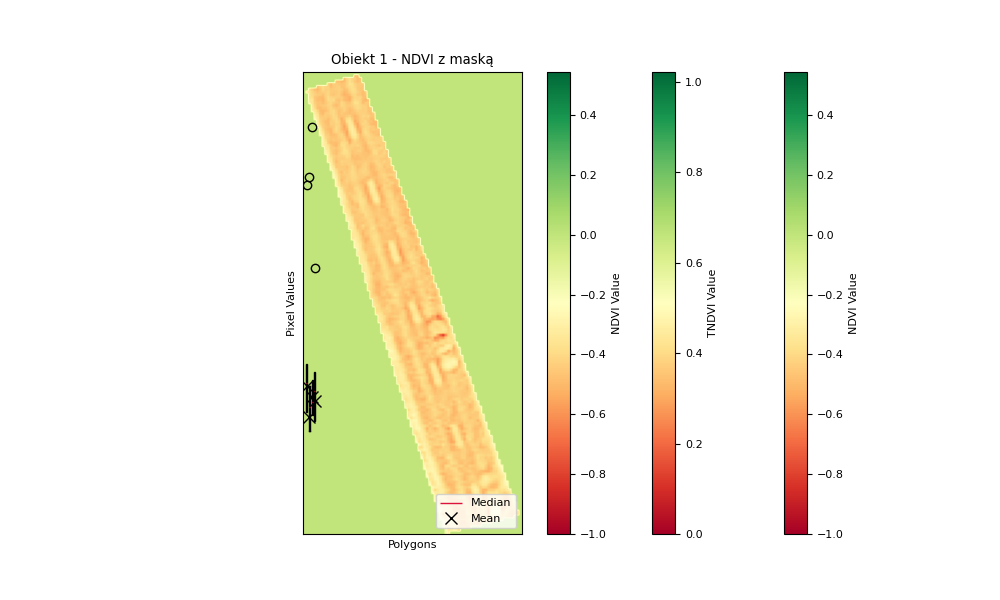 Obiekt 1 - NDVI z maską
Pixel Values
Polygons
Median
Mean
0.4
0.2
0.0
−0.2
−0.4
−0.6
−0.8
−1.0
NDVI Value
1.0
0.8
0.6
0.4
0.2
0.0
TNDVI Value
0.4
0.2
0.0
−0.2
−0.4
−0.6
−0.8
−1.0
NDVI Value